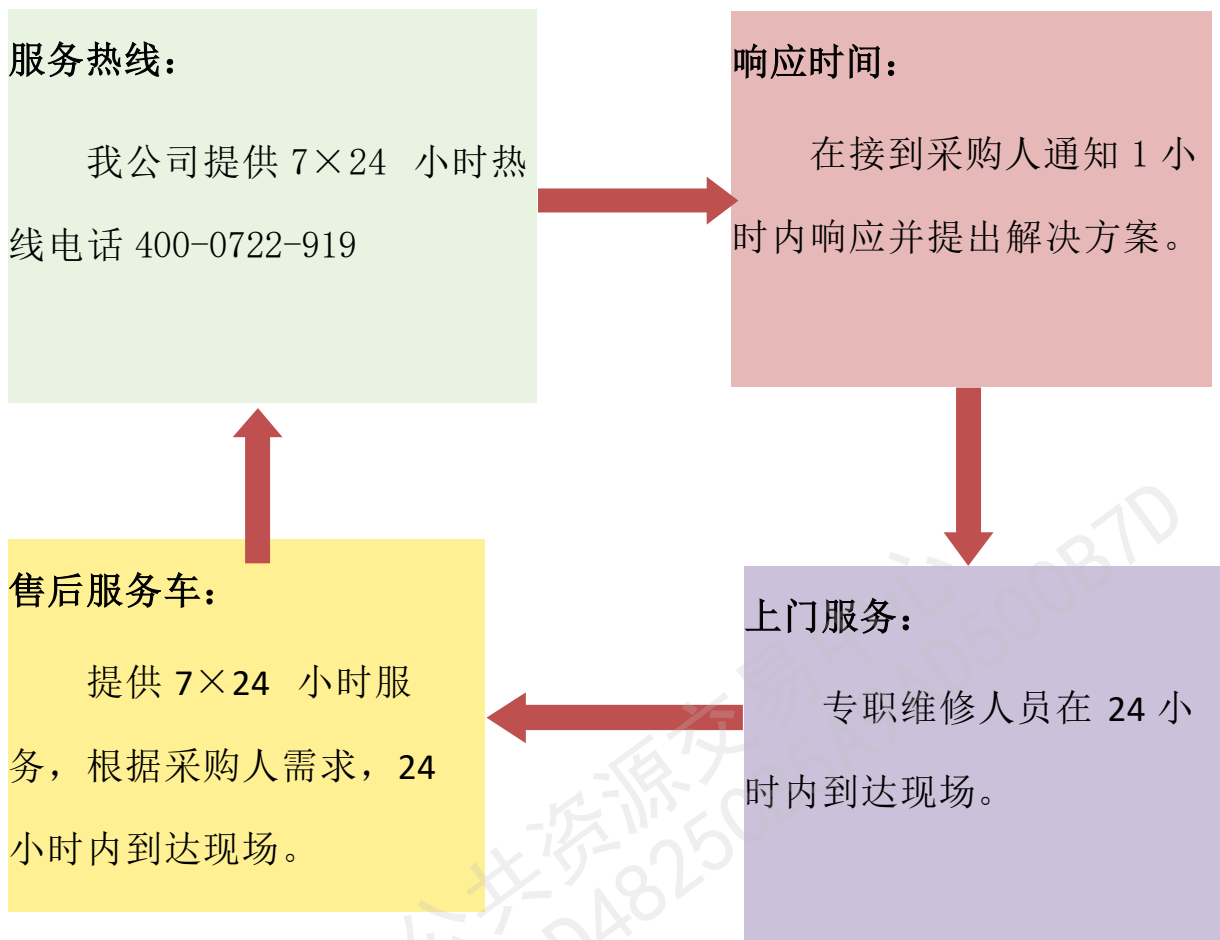 服务热线：
我公司提供 7×24 小时热
线电话 400-0722-919
响应时间：
在接到采购人通知 1 小
时内响应并提出解决方案。
售后服务车：
提供 7×24 小时服
务，根据采购人需求，24
小时内到达现场。
上门服务：
专职维修人员在 24 小
时内到达现场。